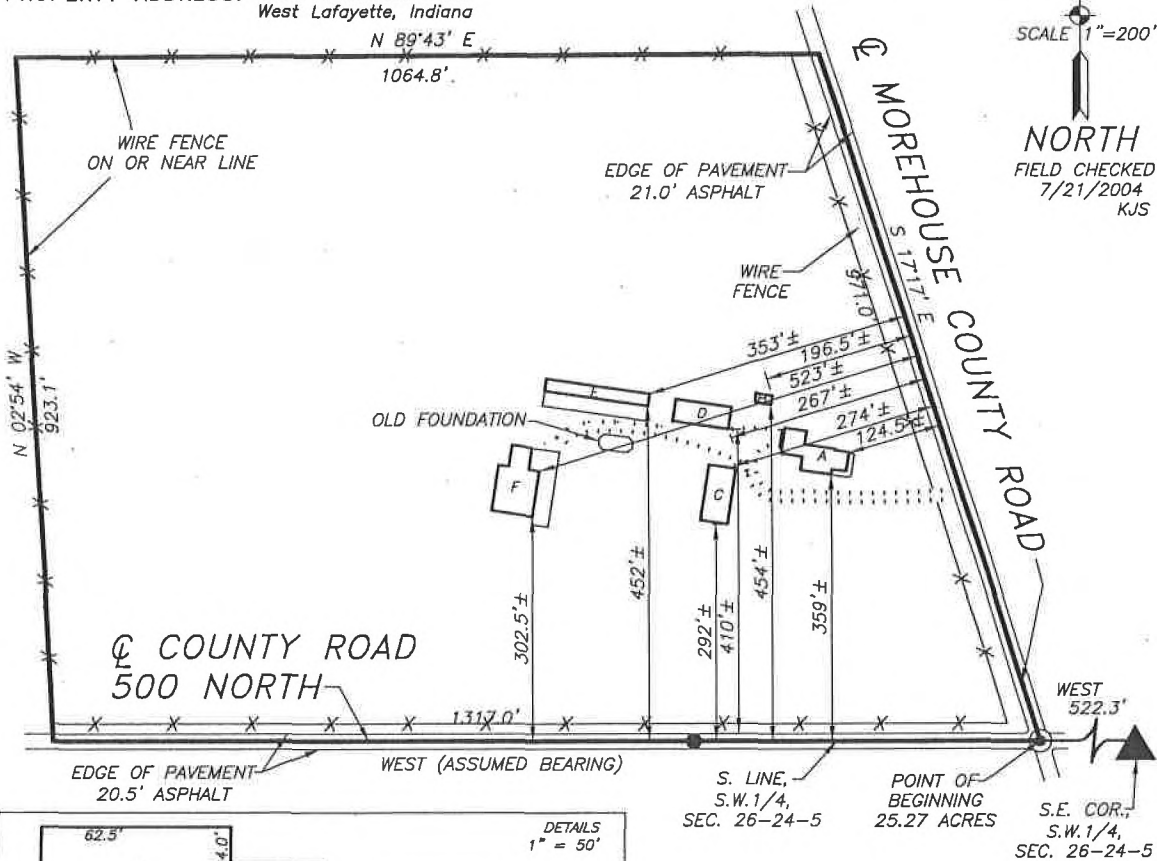 West Lafayette, Indiana
N 89°43' E
1064.8'
SCALE 1"=200'
NORTH
FIELD CHECKED
7/21/2004
KJS
WIRE FENCE
ON OR NEAR LINE
EDGE OF PAVEMENT
21.0' ASPHALT
℄ MOREHOUSE COUNTY ROAD
S 17°17' E
971.0'
WIRE
FENCE
N 02°54' W
923.1'
353'±
196.5'±
523'±
267'±
274'±
124.5'±
OLD FOUNDATION
E
D
A
F
C
302.5'±
452'±
292'±
410'±
454'±
359'±
℄ COUNTY ROAD
500 NORTH
1317.0'
WEST
522.3'
EDGE OF PAVEMENT
20.5' ASPHALT
WEST (ASSUMED BEARING)
S. LINE,
S.W.1/4,
SEC. 26-24-5
POINT OF
BEGINNING
25.27 ACRES
S.E. COR.,
S.W.1/4,
SEC. 26-24-5
62.5'
DETAILS
1" = 50'